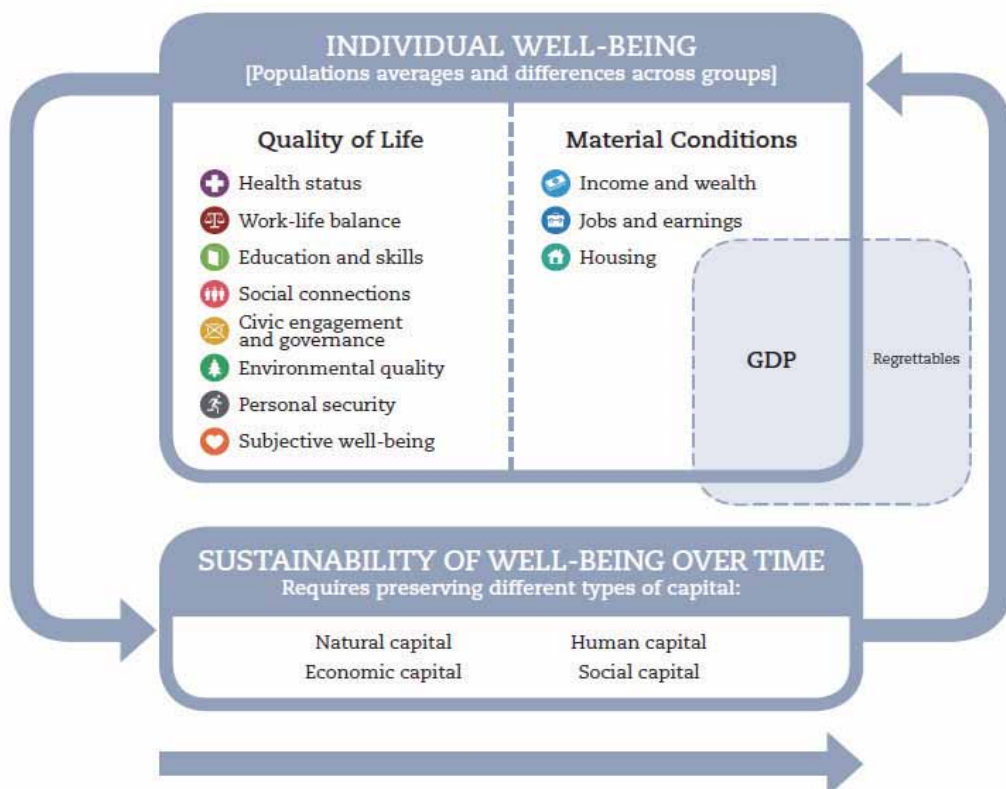 INDIVIDUAL WELL-BEING
[Populations averages and differences across groups]
Quality of Life
Health status
Work-life balance
Education and skills
Social connections
Civic engagement
and governance
Environmental quality
Personal security
Subjective well-being
Material Conditions
Income and wealth
Jobs and earnings
Housing
GDP
Regrettables
SUSTAINABILITY OF WELL-BEING OVER TIME
Requires preserving different types of capital:
Natural capital
Human capital
Economic capital
Social capital